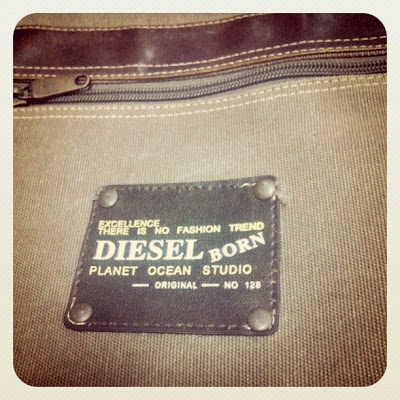 EXCELLENCE
THERE IS NO FASHION TREND
DIESEL BORN
PLANET OCEAN STUDIO
ORIGINAL NO 128